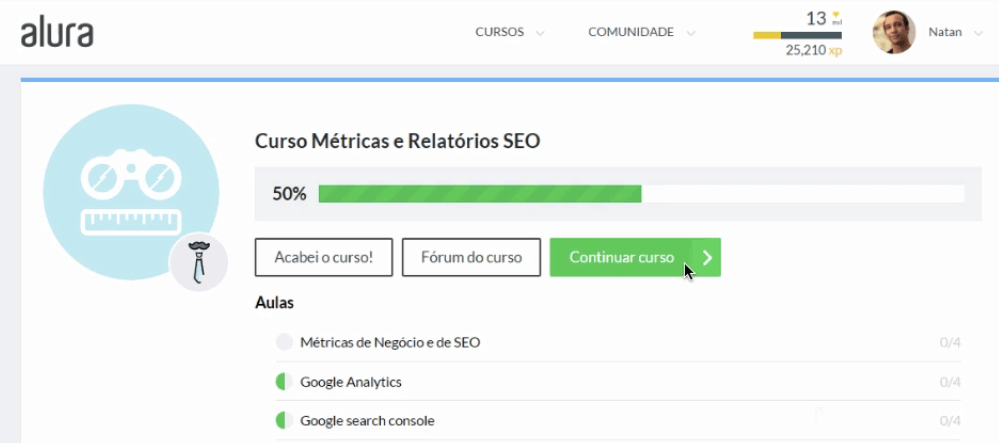 alura
CURSOS
COMUNIDADE
13 mil
25,210 xp
Natan
Curso Métricas e Relatórios SEO
50%
Acabei o curso!
Fórum do curso
Continuar curso
Aulas
Métricas de Negócio e de SEO 0/4
Google Analytics 0/4
Google search console 0/4